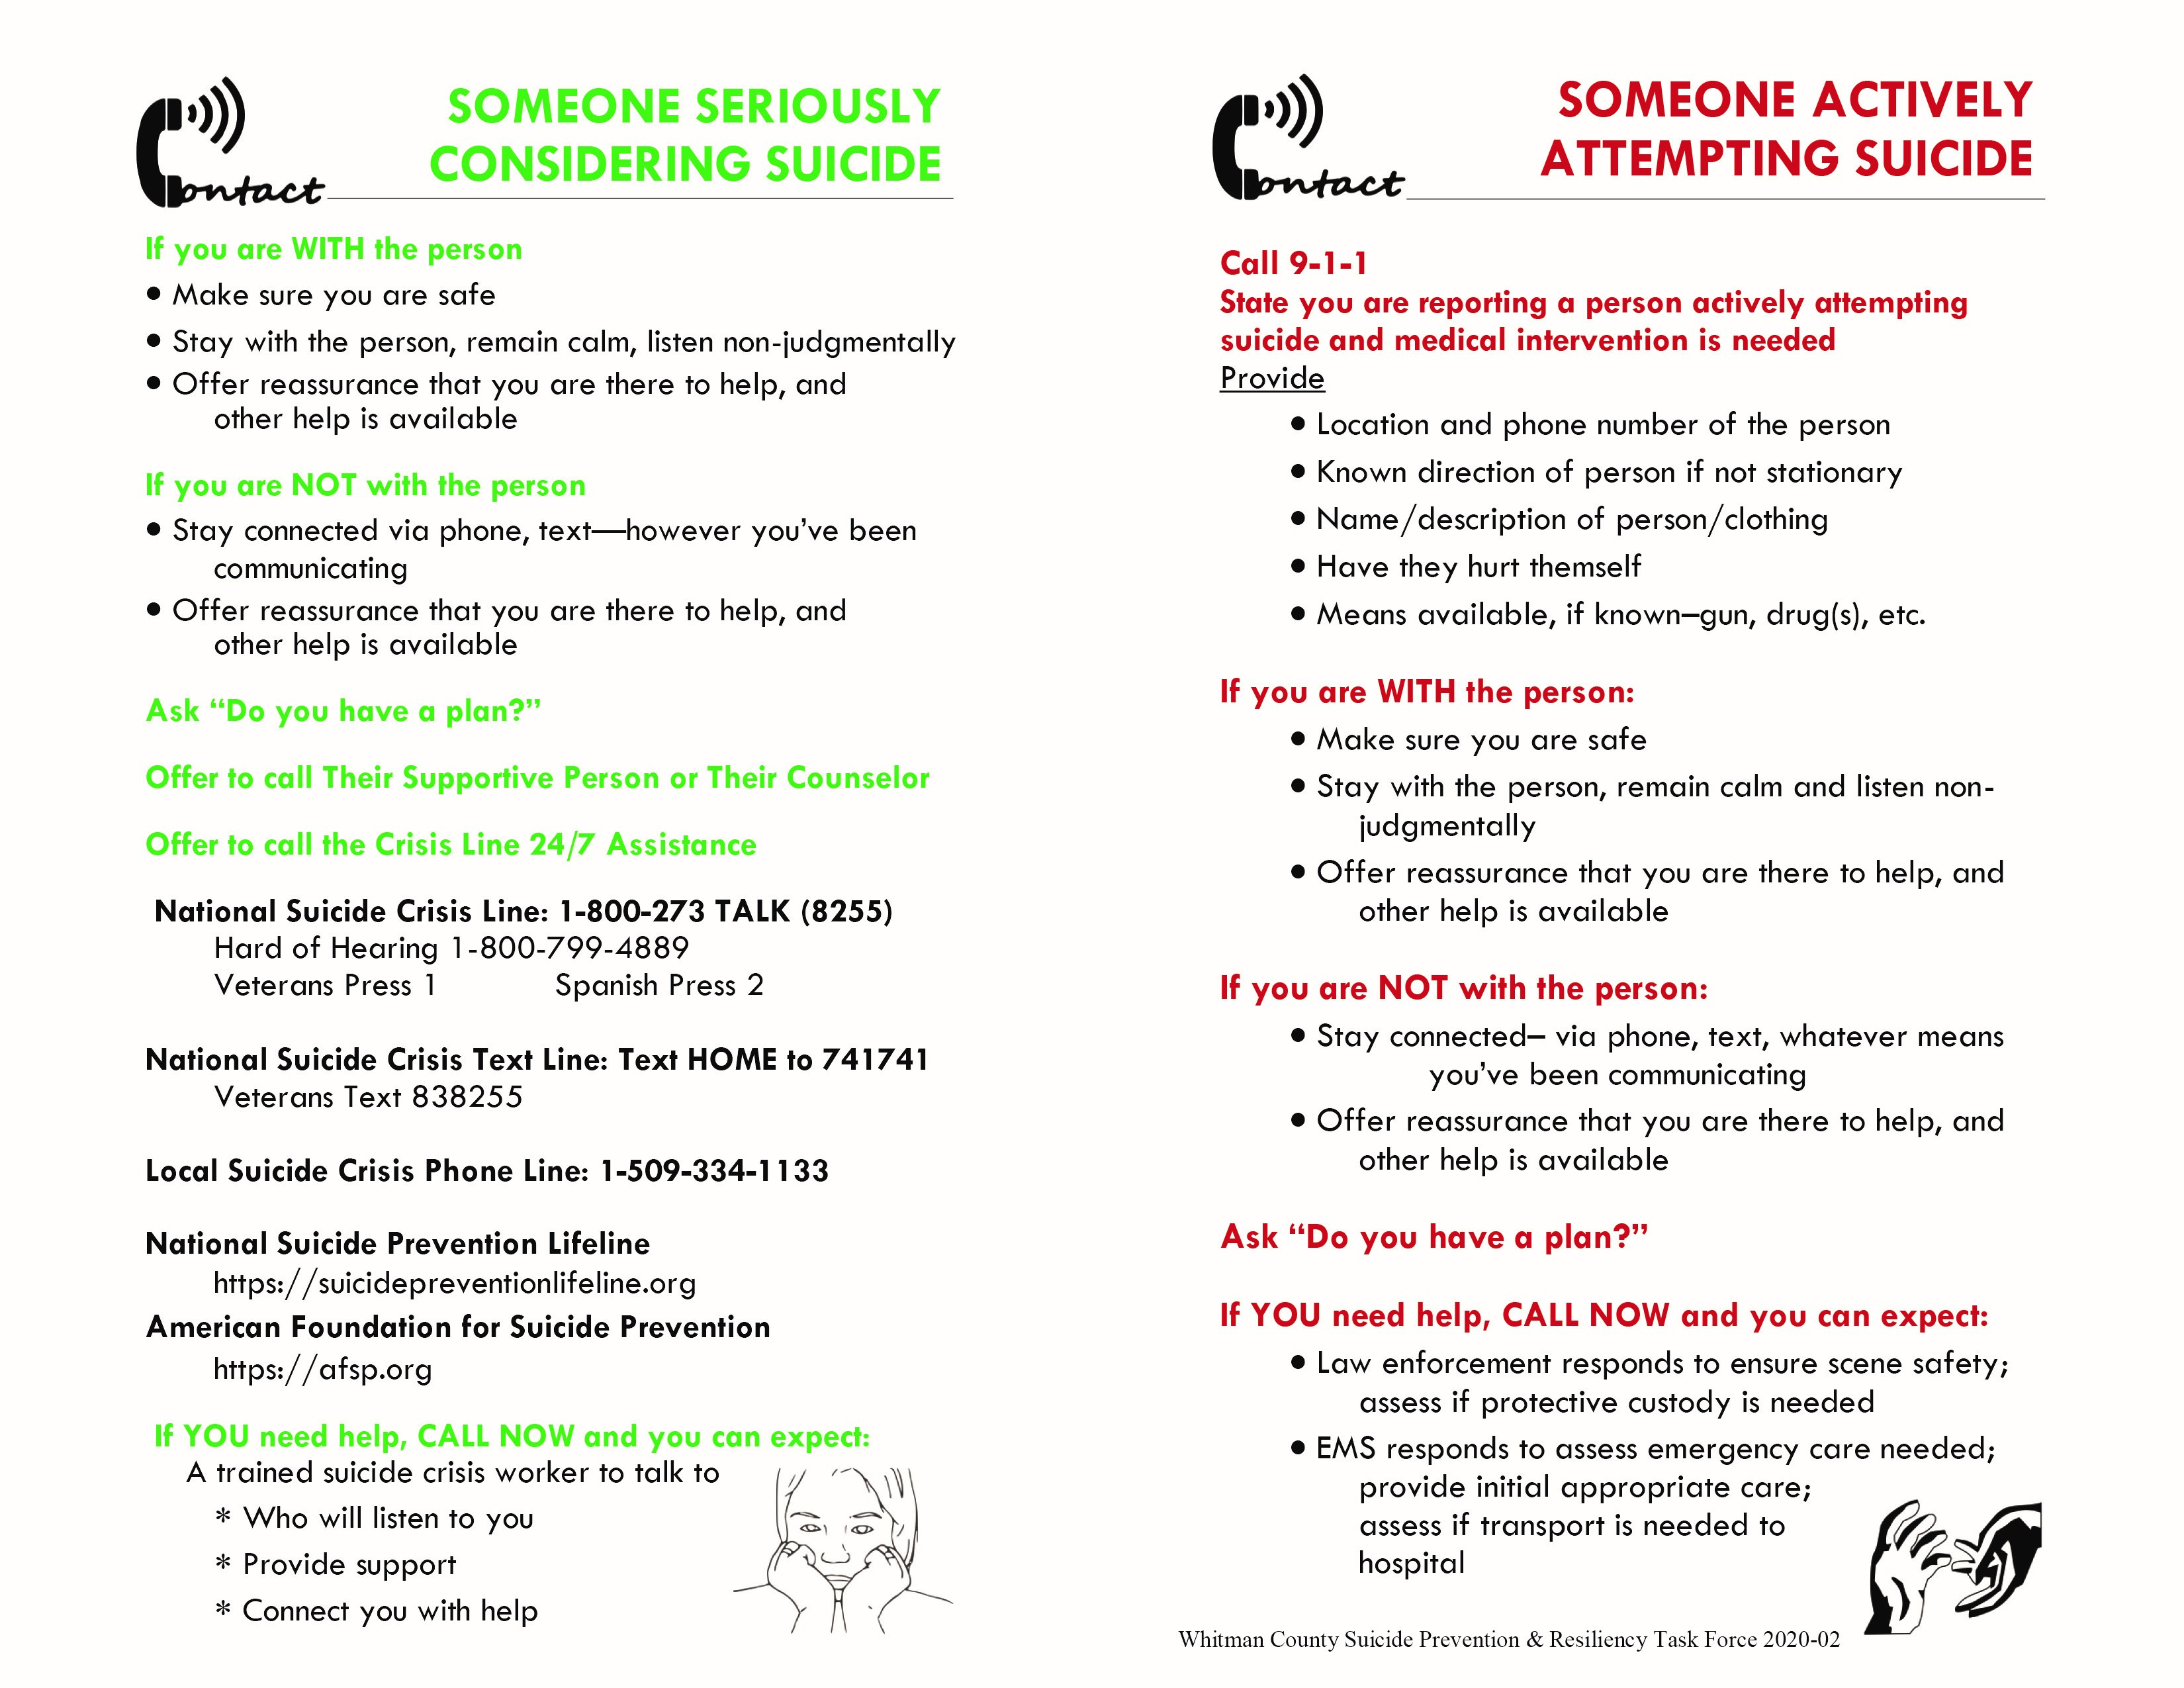 Contact
SOMEONE SERIOUSLY
CONSIDERING SUICIDE
If you are WITH the person
• Make sure you are safe
• Stay with the person, remain calm, listen non-judgmentally
• Offer reassurance that you are there to help, and
other help is available
If you are NOT with the person
• Stay connected via phone, text—however you’ve been
communicating
• Offer reassurance that you are there to help, and
other help is available
Ask “Do you have a plan?”
Offer to call Their Supportive Person or Their Counselor
Offer to call the Crisis Line 24/7 Assistance
National Suicide Crisis Line: 1-800-273 TALK (8255)
Hard of Hearing 1-800-799-4889
Veterans Press 1 Spanish Press 2
National Suicide Crisis Text Line: Text HOME to 741741
Veterans Text 838255
Local Suicide Crisis Phone Line: 1-509-334-1133
National Suicide Prevention Lifeline
https://suicidepreventionlifeline.org
American Foundation for Suicide Prevention
https://afsp.org
If YOU need help, CALL NOW and you can expect:
A trained suicide crisis worker to talk to
* Who will listen to you
* Provide support
* Connect you with help
Contact
SOMEONE ACTIVELY
ATTEMPTING SUICIDE
Call 9-1-1
State you are reporting a person actively attempting
suicide and medical intervention is needed
Provide
• Location and phone number of the person
• Known direction of person if not stationary
• Name/description of person/clothing
• Have they hurt themself
• Means available, if known–gun, drug(s), etc.
If you are WITH the person:
• Make sure you are safe
• Stay with the person, remain calm and listen non-
judgmentally
• Offer reassurance that you are there to help, and
other help is available
If you are NOT with the person:
• Stay connected– via phone, text, whatever means
you’ve been communicating
• Offer reassurance that you are there to help, and
other help is available
Ask “Do you have a plan?”
If YOU need help, CALL NOW and you can expect:
• Law enforcement responds to ensure scene safety;
assess if protective custody is needed
• EMS responds to assess emergency care needed;
provide initial appropriate care;
assess if transport is needed to
hospital
Whitman County Suicide Prevention & Resiliency Task Force 2020-02